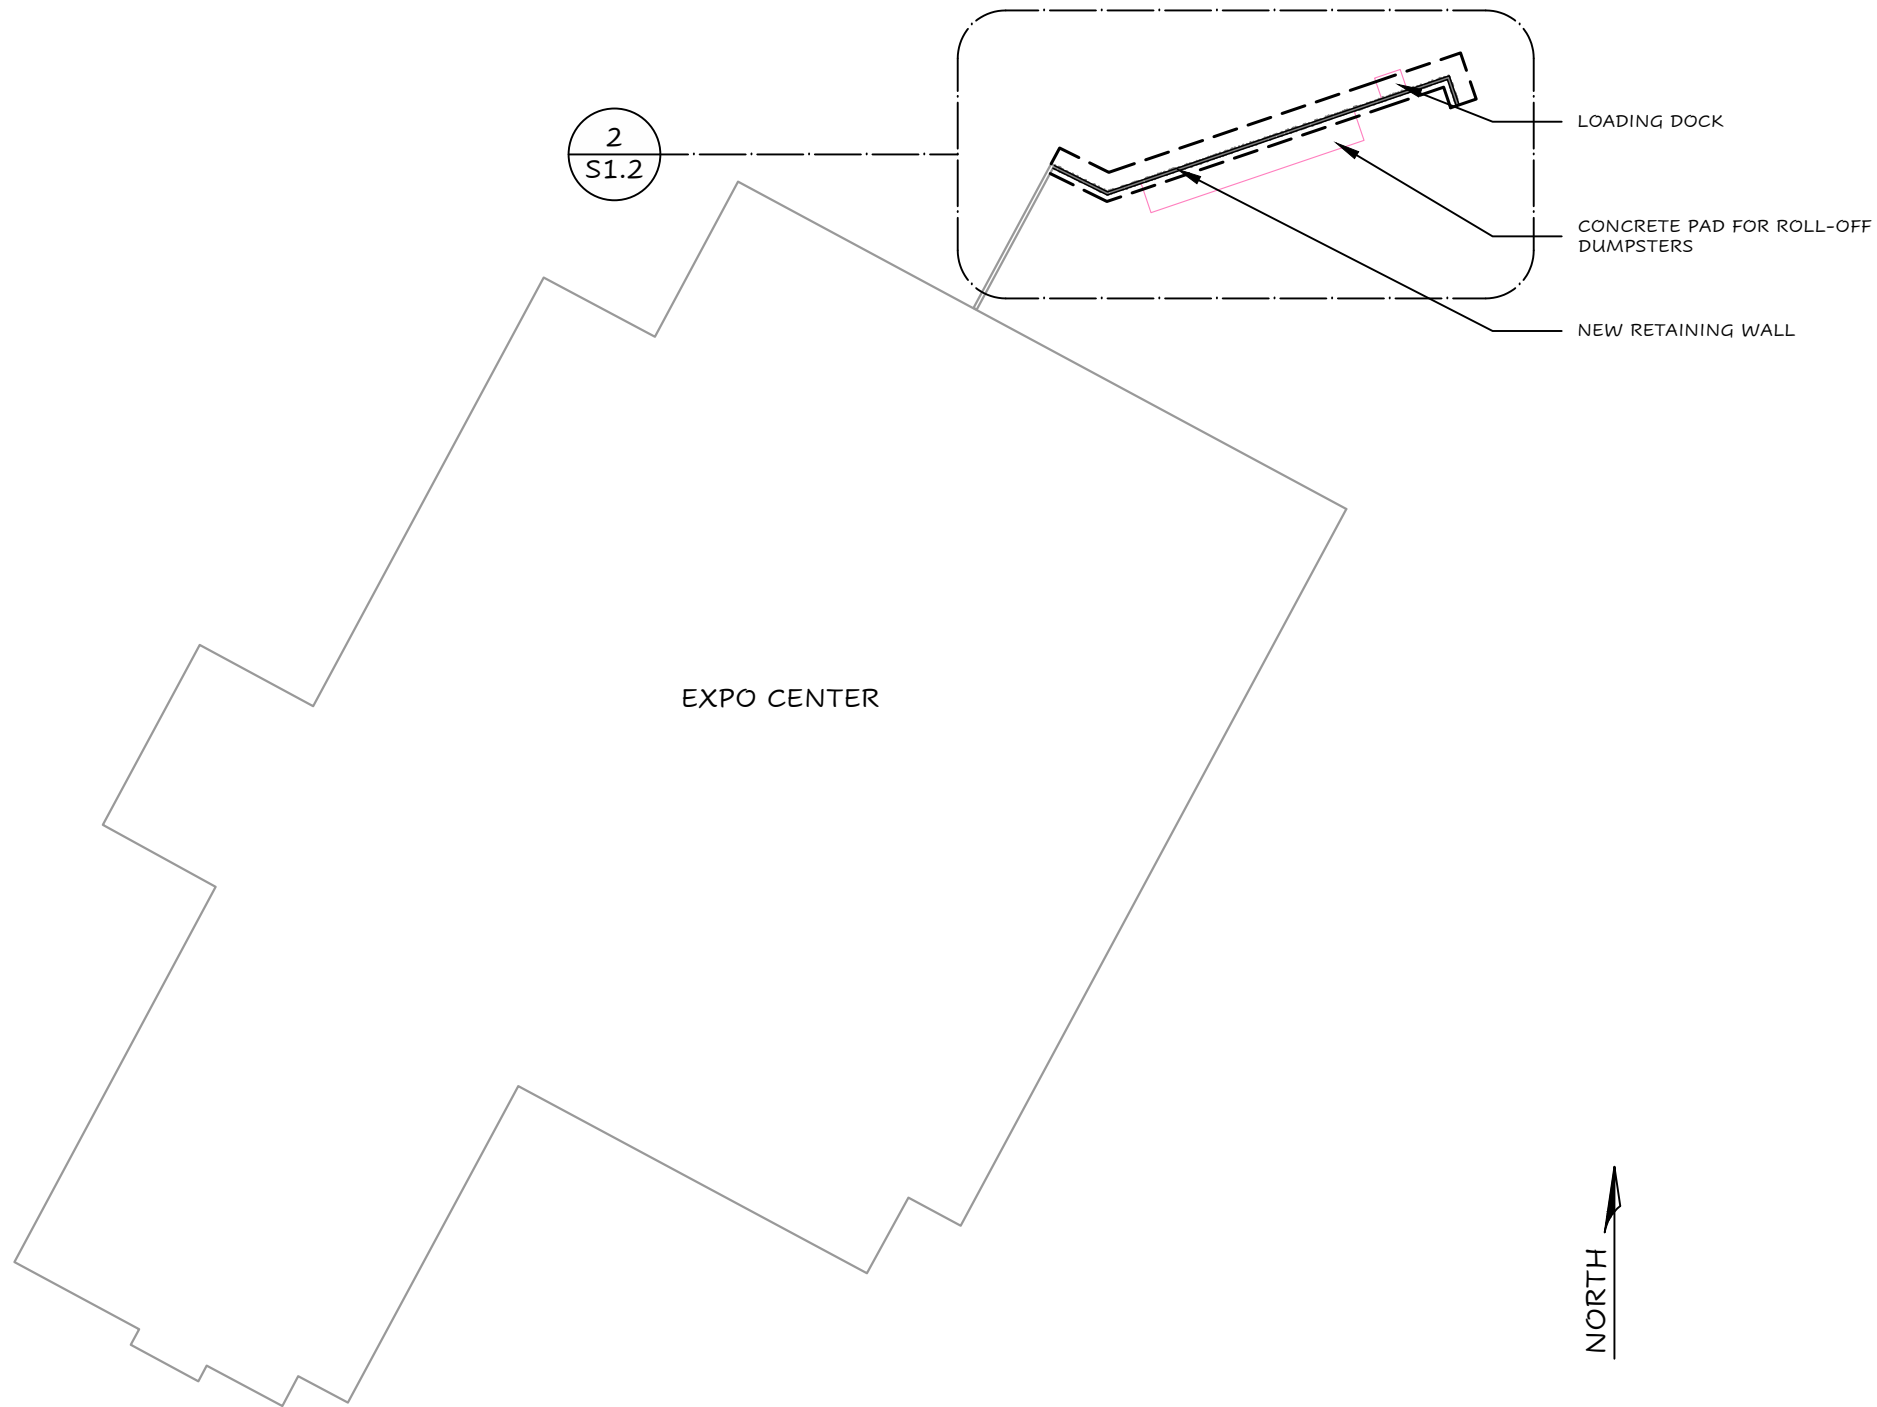 2
S1.2
LOADING DOCK
CONCRETE PAD FOR ROLL-OFF
DUMPSTERS
NEW RETAINING WALL
EXPO CENTER
NORTH